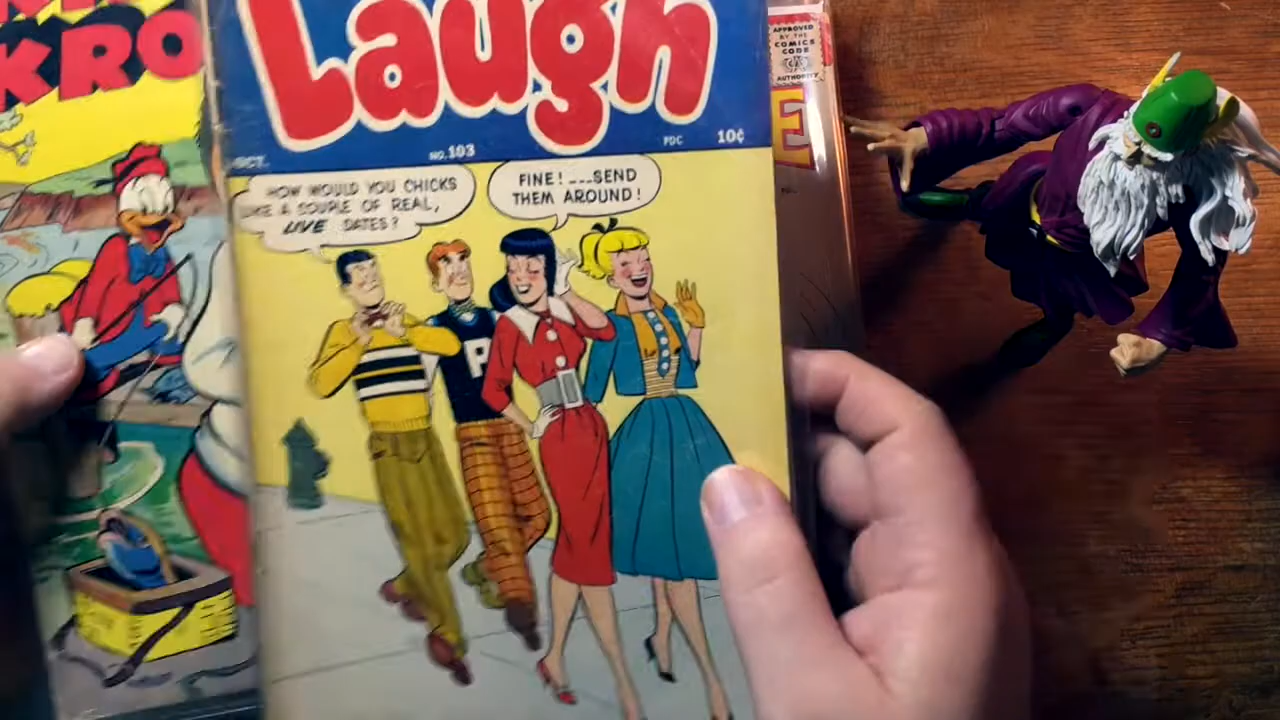 KRO
Laugh
OCT.
NO. 103
PDC
10¢
HOW WOULD YOU CHICKS
LIKE A COUPLE OF REAL,
LIVE DATES?
FINE! ...SEND
THEM AROUND!
P
APPROVED
BY THE
COMICS
CODE
AUTHORITY
E